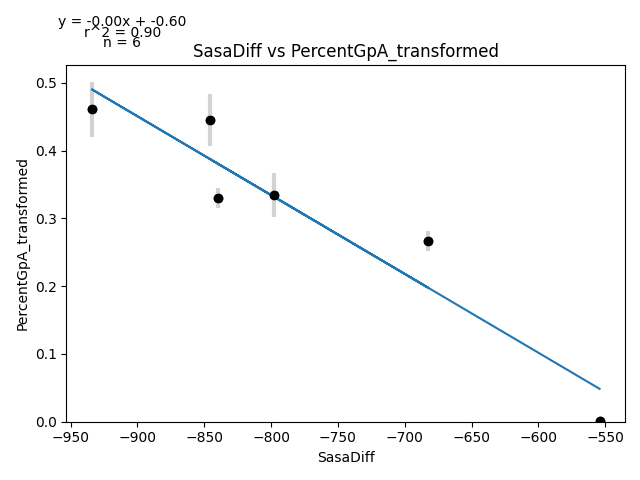 y = -0.00x + -0.60
r^2 = 0.90
n = 6
SasaDiff vs PercentGpA_transformed
0.5
0.4
0.3
0.2
0.1
0.0
PercentGpA_transformed
−950 −900 −850 −800 −750 −700 −650 −600 −550
SasaDiff